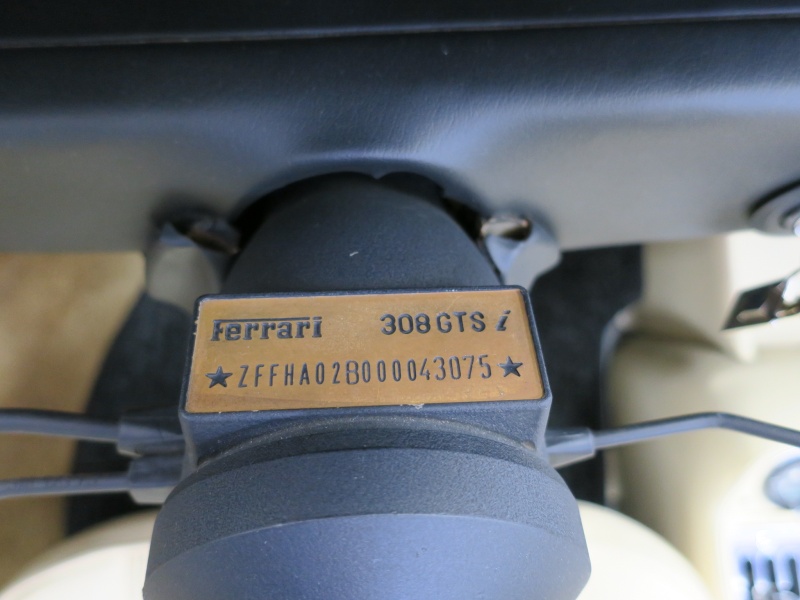 Ferrari 308 GTS i
★ ZFFHA02B000043075 ★